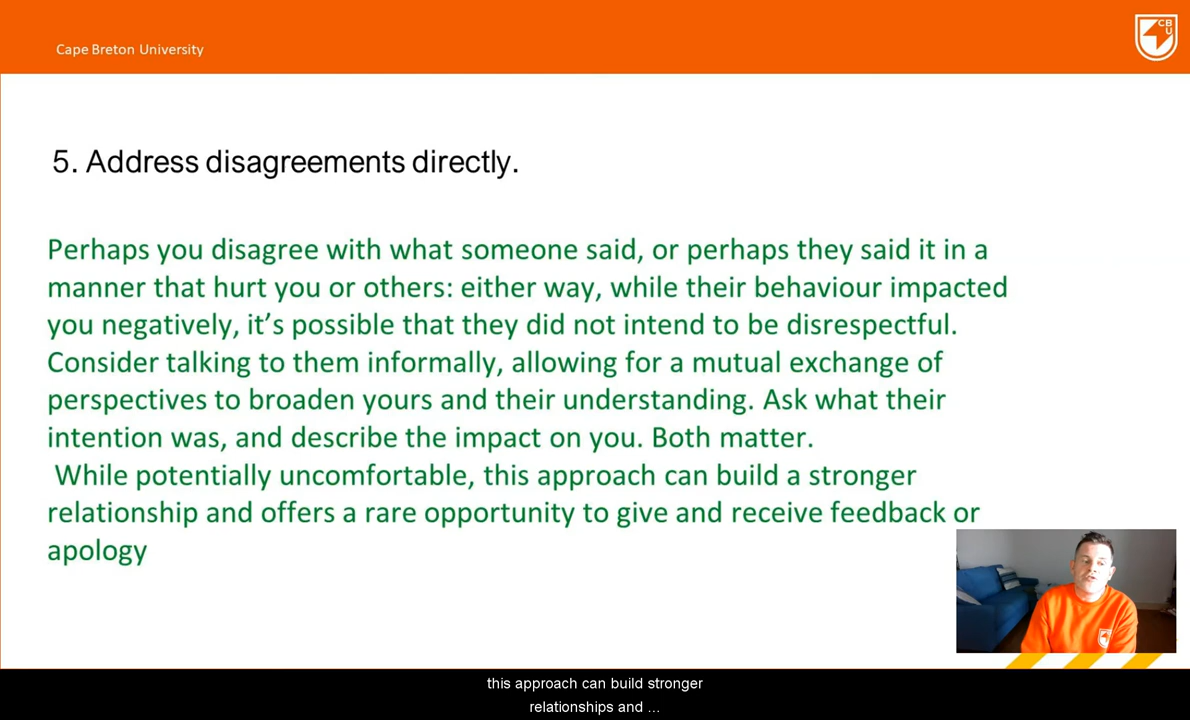 Cape Breton University
CB
U
5. Address disagreements directly.
Perhaps you disagree with what someone said, or perhaps they said it in a
manner that hurt you or others: either way, while their behaviour impacted
you negatively, it’s possible that they did not intend to be disrespectful.
Consider talking to them informally, allowing for a mutual exchange of
perspectives to broaden yours and their understanding. Ask what their
intention was, and describe the impact on you. Both matter.
While potentially uncomfortable, this approach can build a stronger
relationship and offers a rare opportunity to give and receive feedback or
apology
this approach can build stronger
relationships and ...